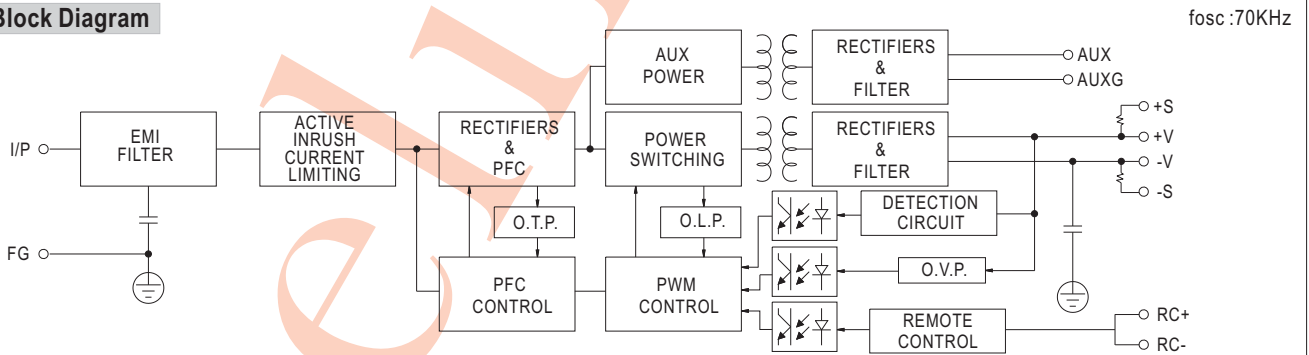 Block Diagram
fosc :70KHz
I/P
EMI
FILTER
FG
ACTIVE
INRUSH
CURRENT
LIMITING
RECTIFIERS
&
PFC
O.T.P.
PFC
CONTROL
AUX
POWER
POWER
SWITCHING
O.L.P.
PWM
CONTROL
RECTIFIERS
&
FILTER
RECTIFIERS
&
FILTER
DETECTION
CIRCUIT
O.V.P.
REMOTE
CONTROL
AUX
AUXG
+S
+V
-V
-S
RC+
RC-